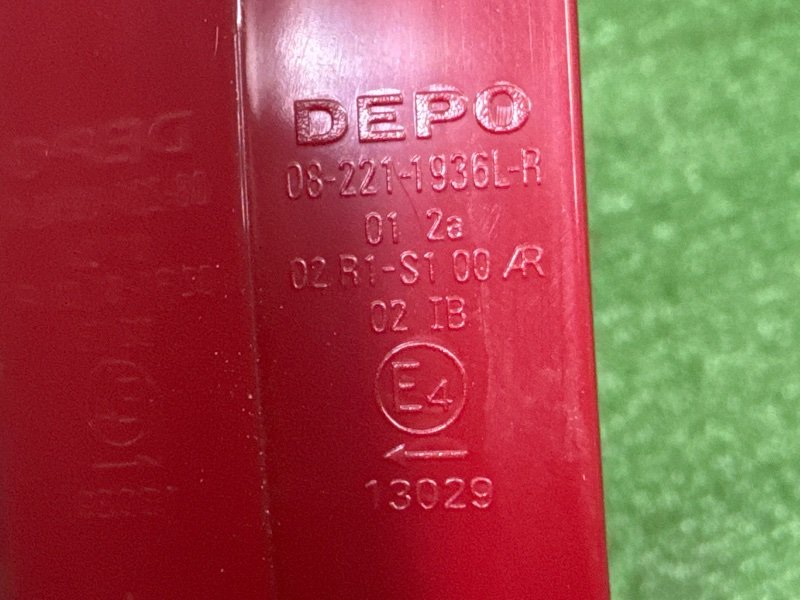 DEPO
08-221-1936L-R
01 2a
02 R1-S1 00 AR
02 IB
E4
13029